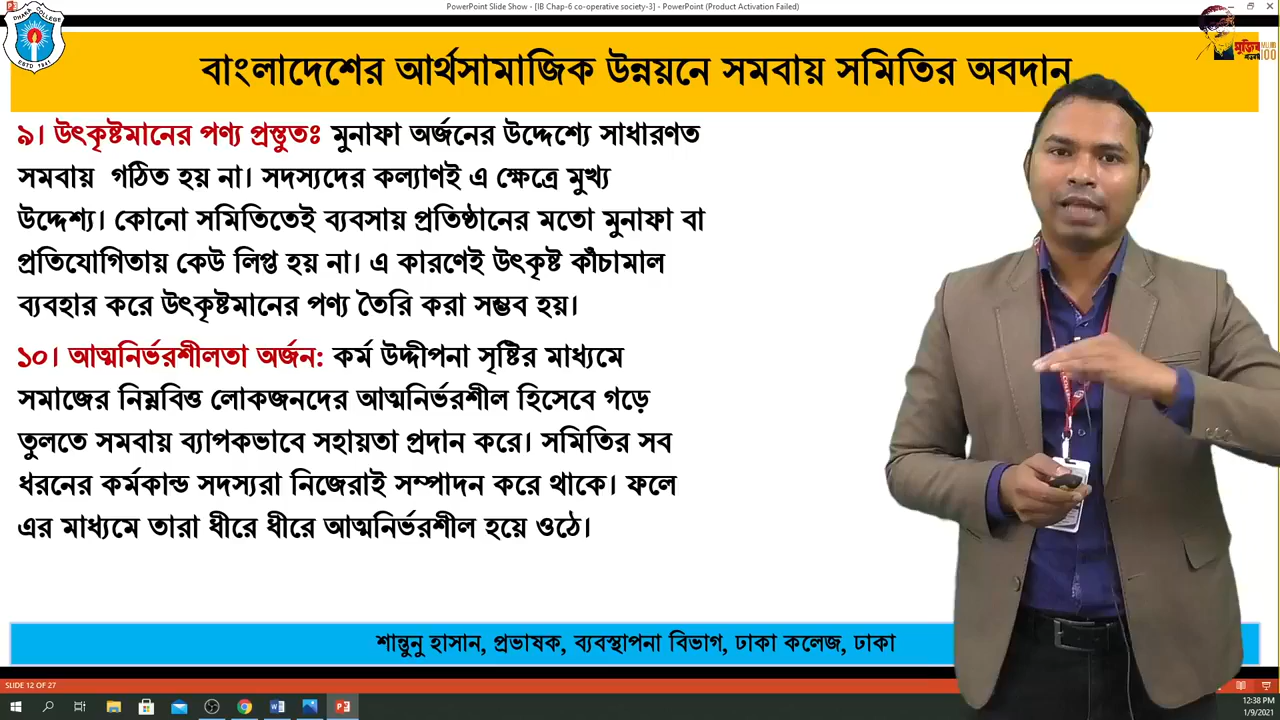 PowerPoint Slide Show - [IB Chap-6 co-operative society-3] - PowerPoint (Product Activation Failed)
DHAKA COLLEGE
ESTD 1841
মুজিব
100
বাংলাদেশের আর্থসামাজিক উন্নয়নে সমবায় সমিতির অবদান
৯। উৎকৃষ্টমানের পণ্য প্রস্তুতঃ মুনাফা অর্জনের উদ্দেশ্যে সাধারণত
সমবায় গঠিত হয় না। সদস্যদের কল্যাণই এ ক্ষেত্রে মুখ্য
উদ্দেশ্য। কোনো সমিতিতেই ব্যবসায় প্রতিষ্ঠানের মতো মুনাফা বা
প্রতিযোগিতায় কেউ লিপ্ত হয় না। এ কারণেই উৎকৃষ্ট কাঁচামাল
ব্যবহার করে উৎকৃষ্টমানের পণ্য তৈরি করা সম্ভব হয়।
১০। আত্মনির্ভরশীলতা অর্জন: কর্ম উদ্দীপনা সৃষ্টির মাধ্যমে
সমাজের নিম্নবিত্ত লোকজনদের আত্মনির্ভরশীল হিসেবে গড়ে
তুলতে সমবায় ব্যাপকভাবে সহায়তা প্রদান করে। সমিতির সব
ধরনের কর্মকান্ড সদস্যরা নিজেরাই সম্পাদন করে থাকে। ফলে
এর মাধ্যমে তারা ধীরে ধীরে আত্মনির্ভরশীল হয়ে ওঠে।
শান্তুনু হাসান, প্রভাষক, ব্যবস্থাপনা বিভাগ, ঢাকা কলেজ, ঢাকা
SLIDE 12 OF 27
12:38 PM
1/9/2021